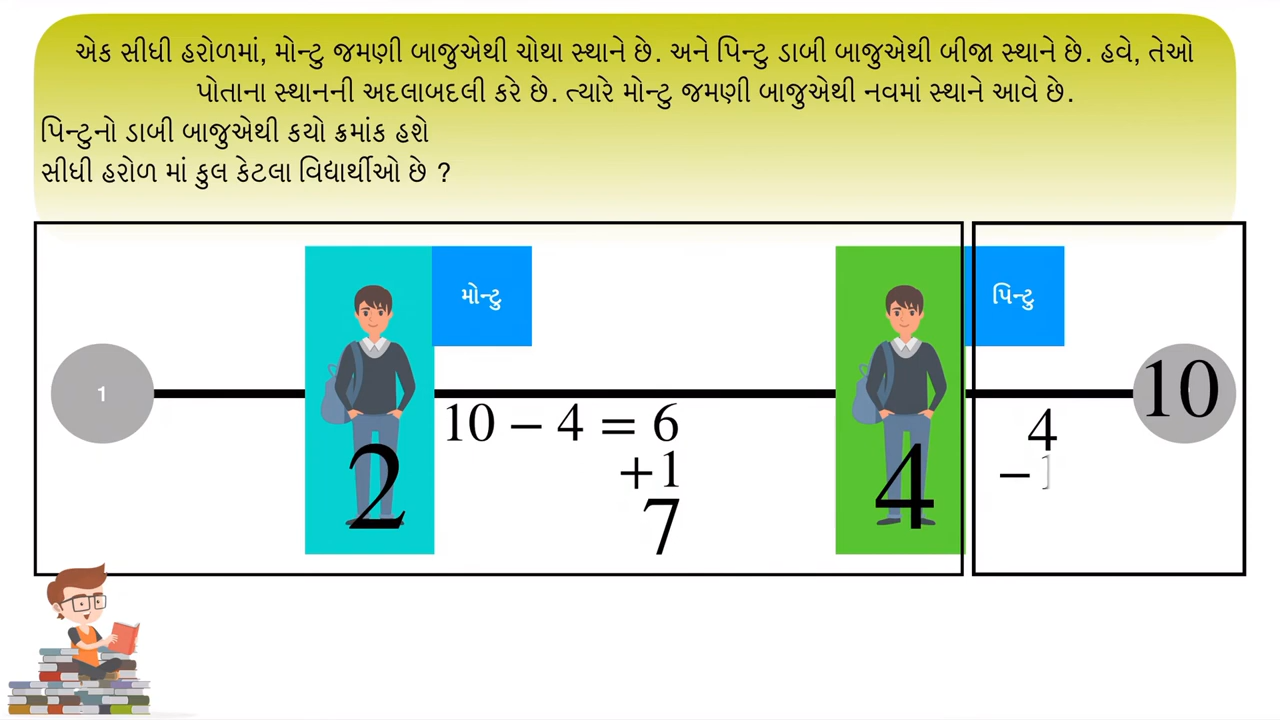 એક સીધી હરોળમાં, મોન્ટુ જમણી બાજુએથી ચોથા સ્થાને છે. અને પિન્ટુ ડાબી બાજુએથી બીજા સ્થાને છે. હવે, તેઓ
પોતાના સ્થાનની અદલાબદલી કરે છે. ત્યારે મોન્ટુ જમણી બાજુએથી નવમાં સ્થાને આવે છે.
પિન્ટુનો ડાબી બાજુએથી કયો ક્રમાંક હશે
સીધી હરોળ માં કુલ કેટલા વિદ્યાર્થીઓ છે ?
મોન્ટુ
પિન્ટુ
1
10
10 − 4 = 6
+1
7
2
4
4
−1